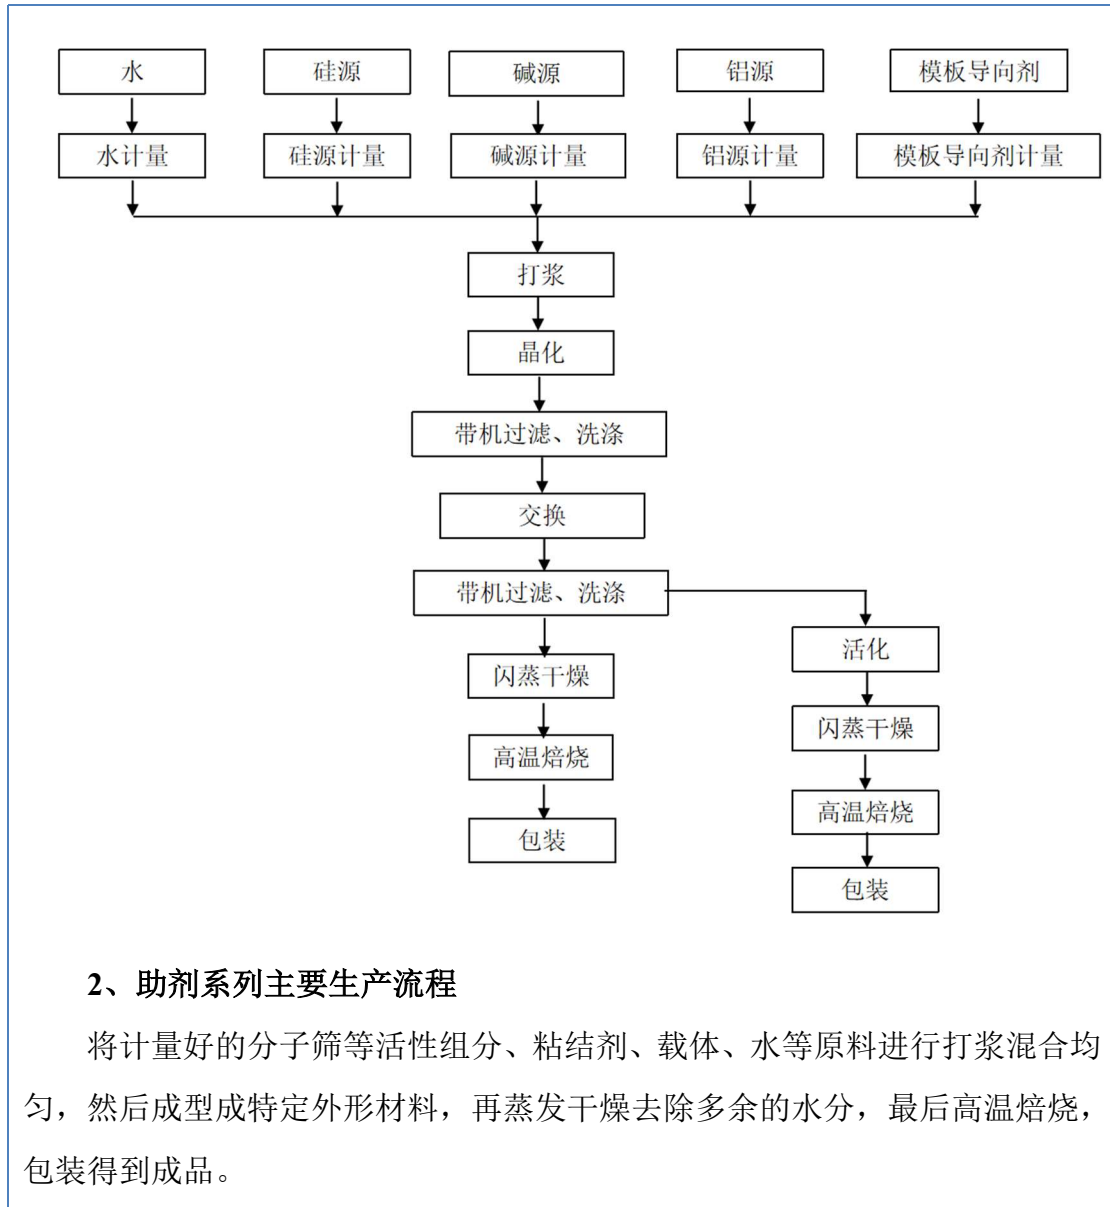 水
硅源
碱源
铝源
模板导向剂
水计量
硅源计量
碱源计量
铝源计量
模板导向剂计量
打浆
晶化
带机过滤、洗涤
交换
带机过滤、洗涤
活化
闪蒸干燥
闪蒸干燥
高温焙烧
高温焙烧
包装
包装
2、助剂系列主要生产流程
将计量好的分子筛等活性组分、粘结剂、载体、水等原料进行打浆混合均
匀，然后成型成特定外形材料，再蒸发干燥去除多余的水分，最后高温焙烧，
包装得到成品。